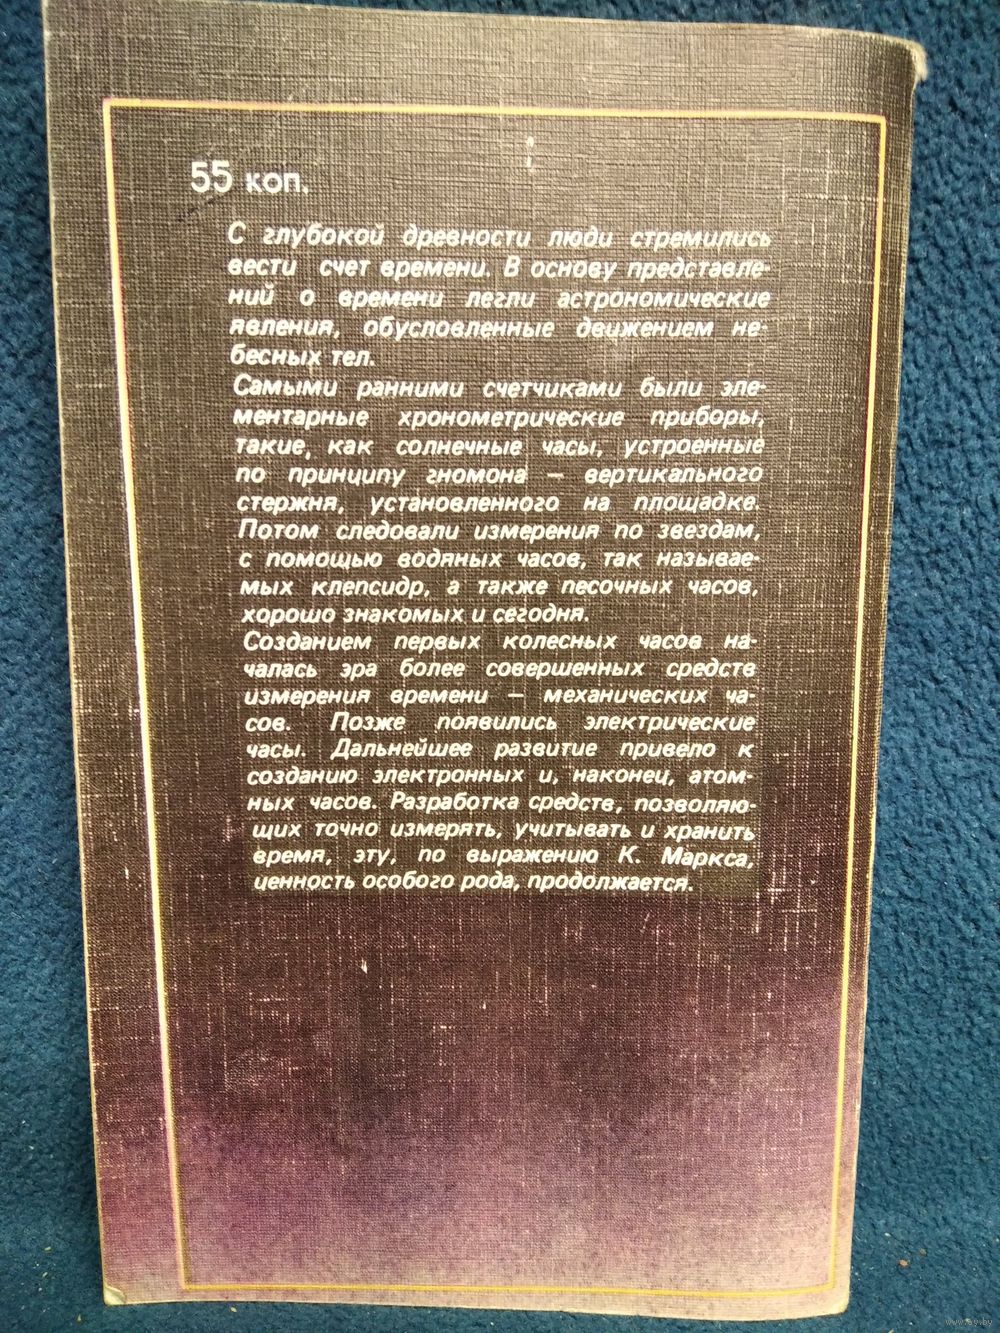 55 коп.
С глубокой древности люди стремились
вести счет времени. В основу представле-
ний о времени легли астрономические
явления, обусловленные движением не-
бесных тел.
Самыми ранними счетчиками были эле-
ментарные хронометрические приборы,
такие, как солнечные часы, устроенные
по принципу гномона — вертикального
стержня, установленного на площадке.
Потом следовали измерения по звездам,
с помощью водяных часов, так называе-
мых клепсидр, а также песочных часов,
хорошо знакомых и сегодня.
Созданием первых колесных часов на-
чалась эра более совершенных средств
измерения времени — механических ча-
сов. Позже появились электрические
часы. Дальнейшее развитие привело к
созданию электронных и, наконец, атом-
ных часов. Разработка средств, позволяю-
щих точно измерять, учитывать и хранить
время, эту, по выражению К. Маркса,
ценность особого рода, продолжается.
www.ay.by